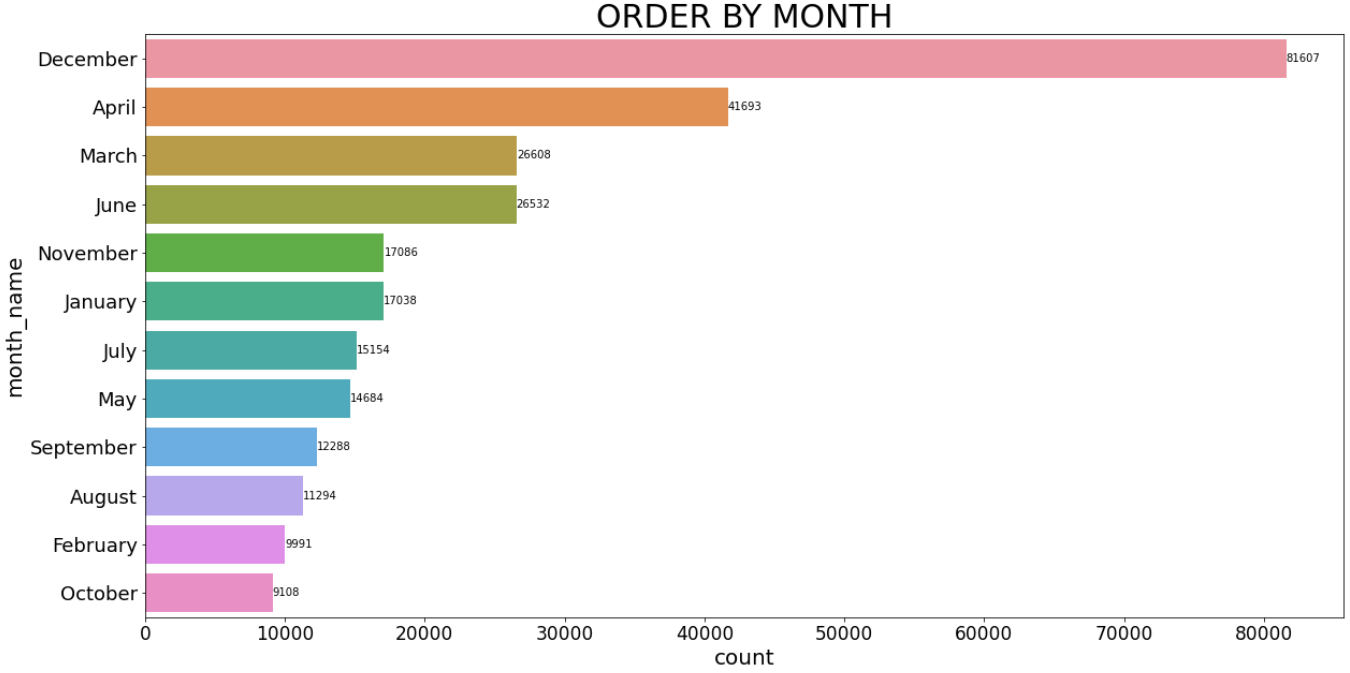 ORDER BY MONTH
month_name
December 81607
April 41693
March 26608
June 26532
November 17086
January 17038
July 15154
May 14684
September 12288
August 11294
February 9991
October 9108
0 10000 20000 30000 40000 50000 60000 70000 80000
count